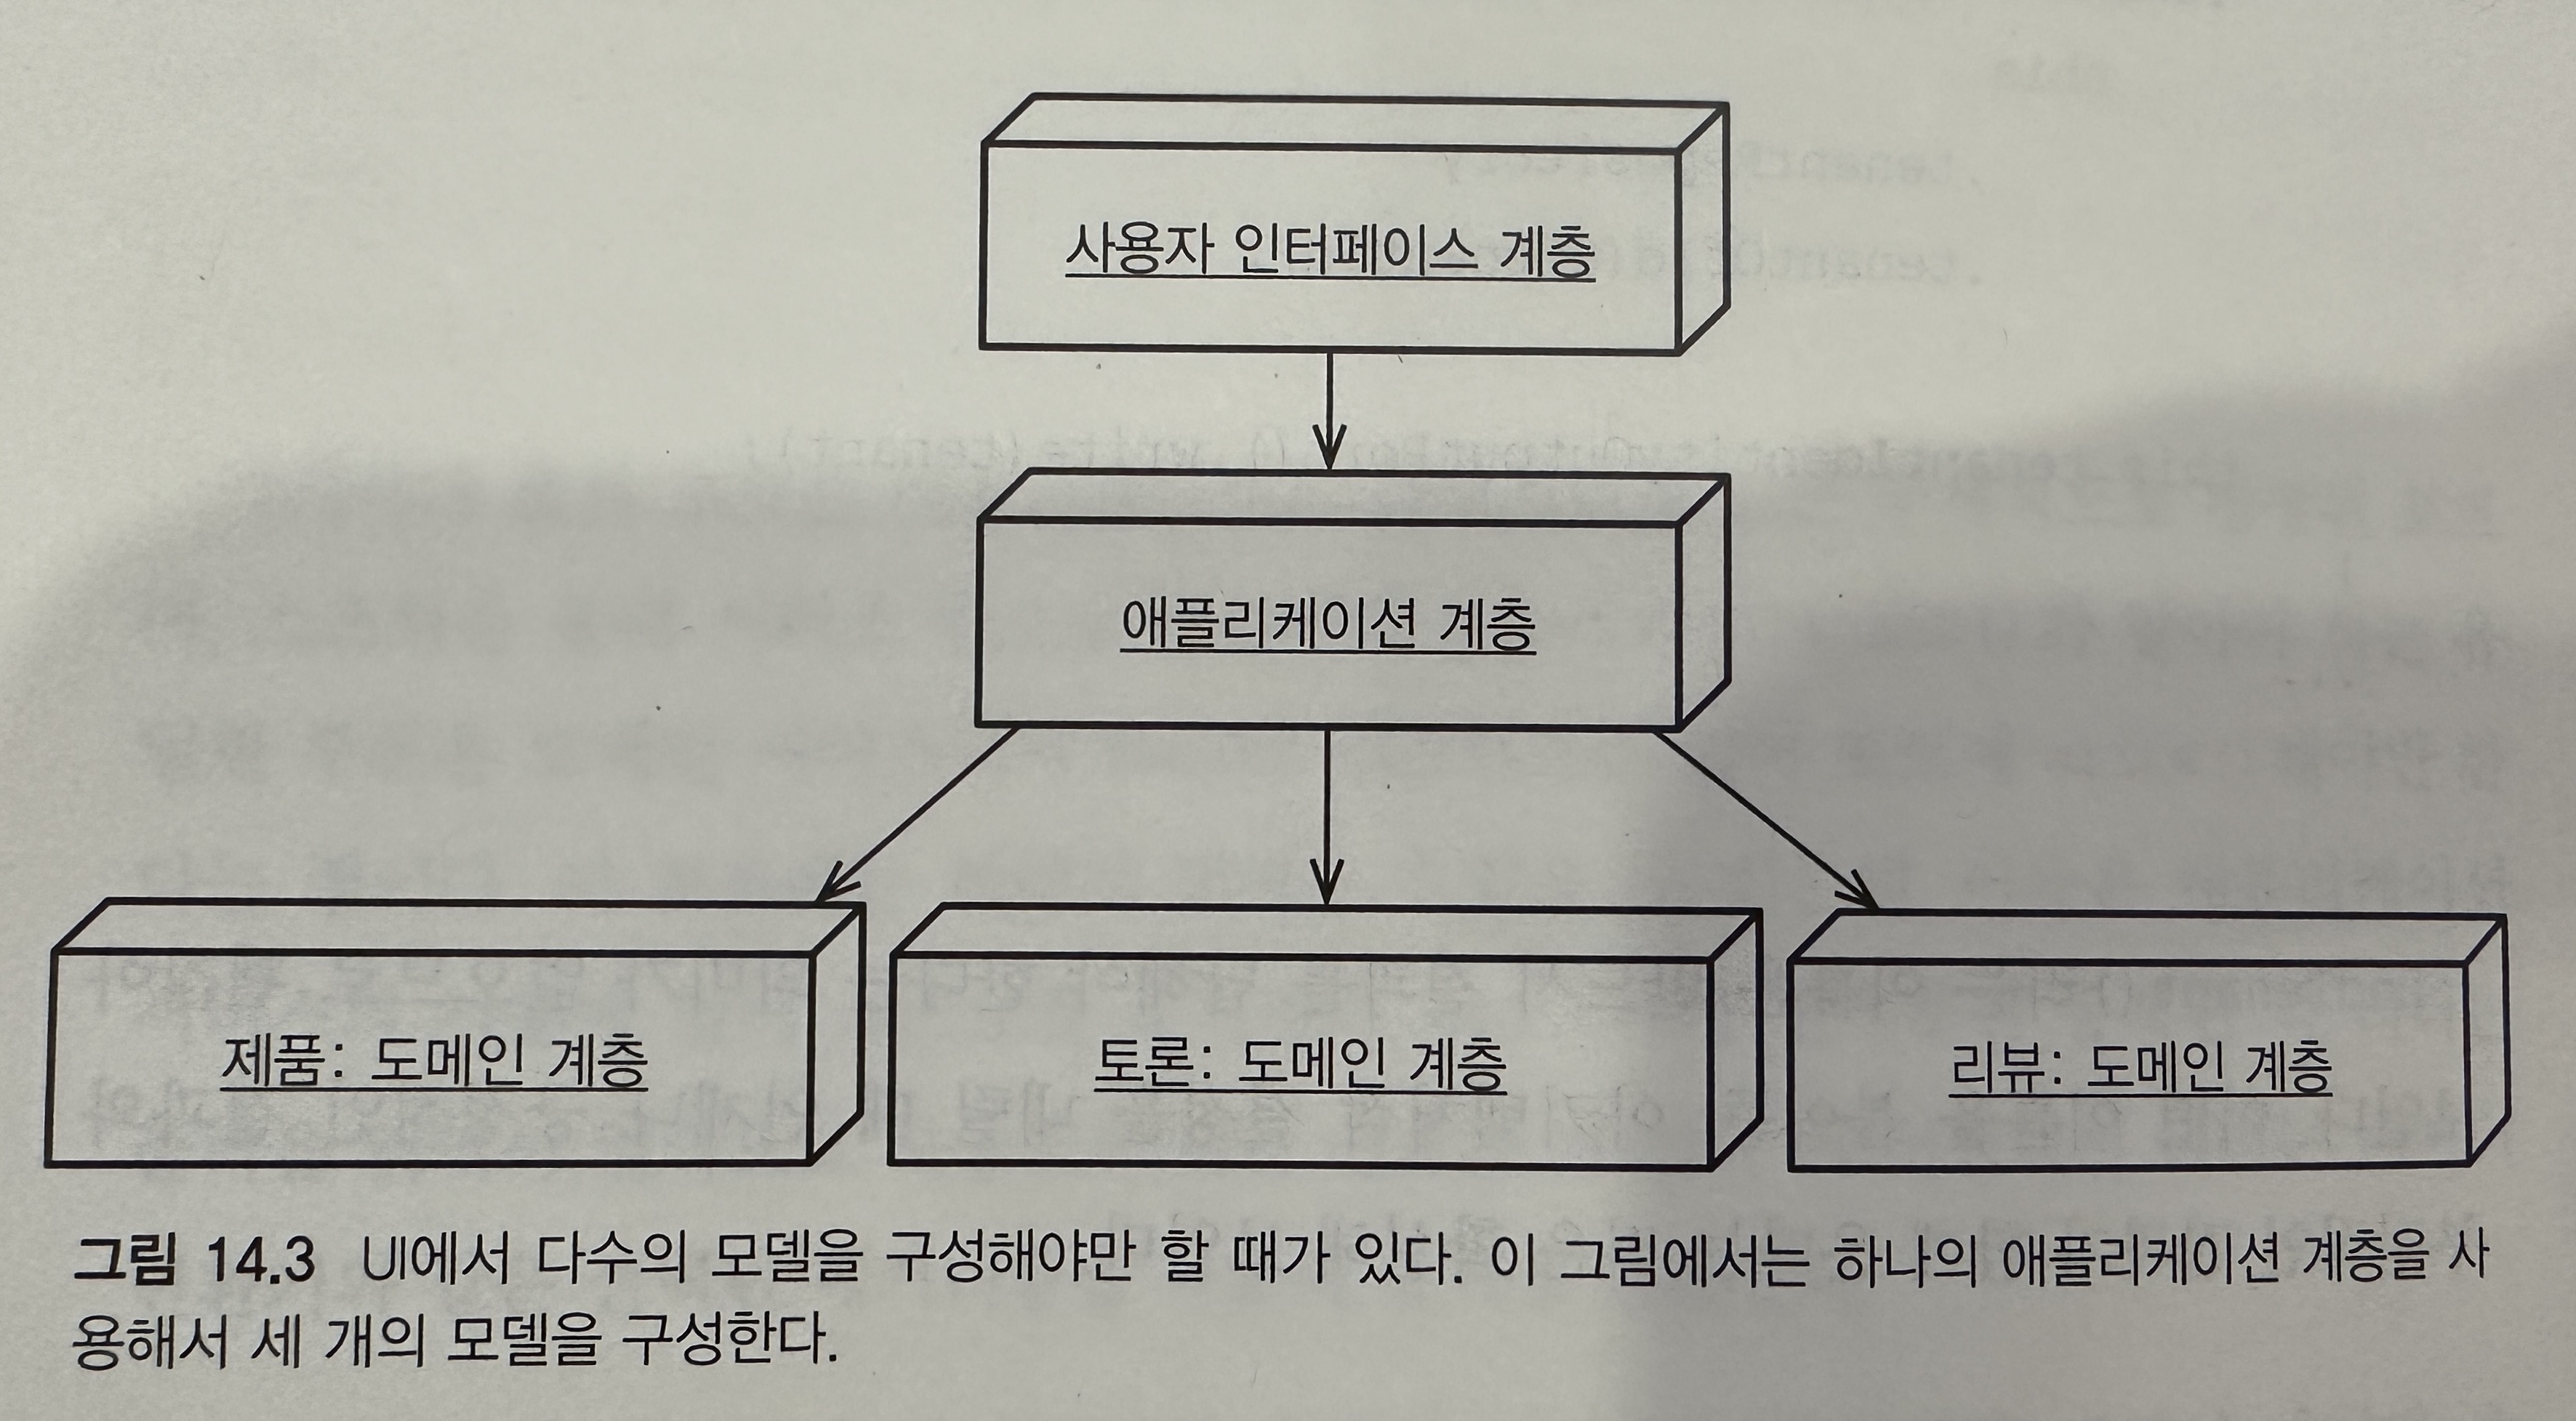 사용자 인터페이스 계층
애플리케이션 계층
제품: 도메인 계층
토론: 도메인 계층
리뷰: 도메인 계층
그림 14.3 UI에서 다수의 모델을 구성해야만 할 때가 있다. 이 그림에서는 하나의 애플리케이션 계층을 사
용해서 세 개의 모델을 구성한다.